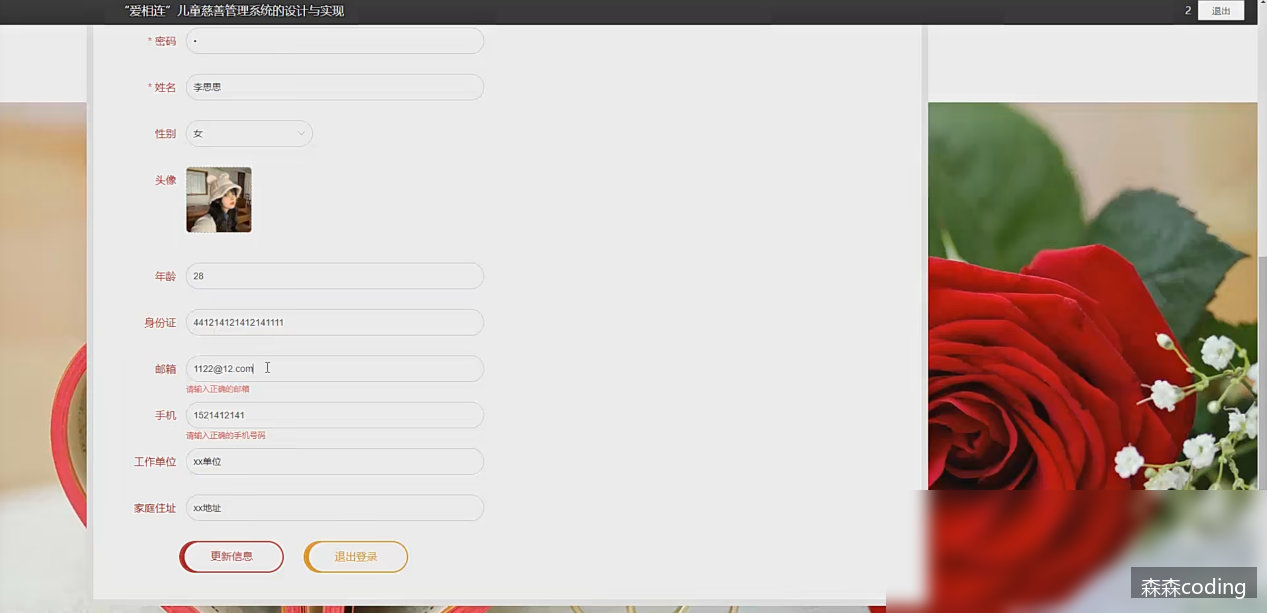 “爱相连”儿童慈善管理系统的设计与实现
2 退出
* 密码
* 姓名 李思思
性别 女
头像
年龄 28
身份证 441214121412141111
邮箱 1122@12.com
请输入正确的邮箱
手机 1521412141
请输入正确的手机号码
工作单位 xx单位
家庭住址 xx地址
更新信息 退出登录
森森coding